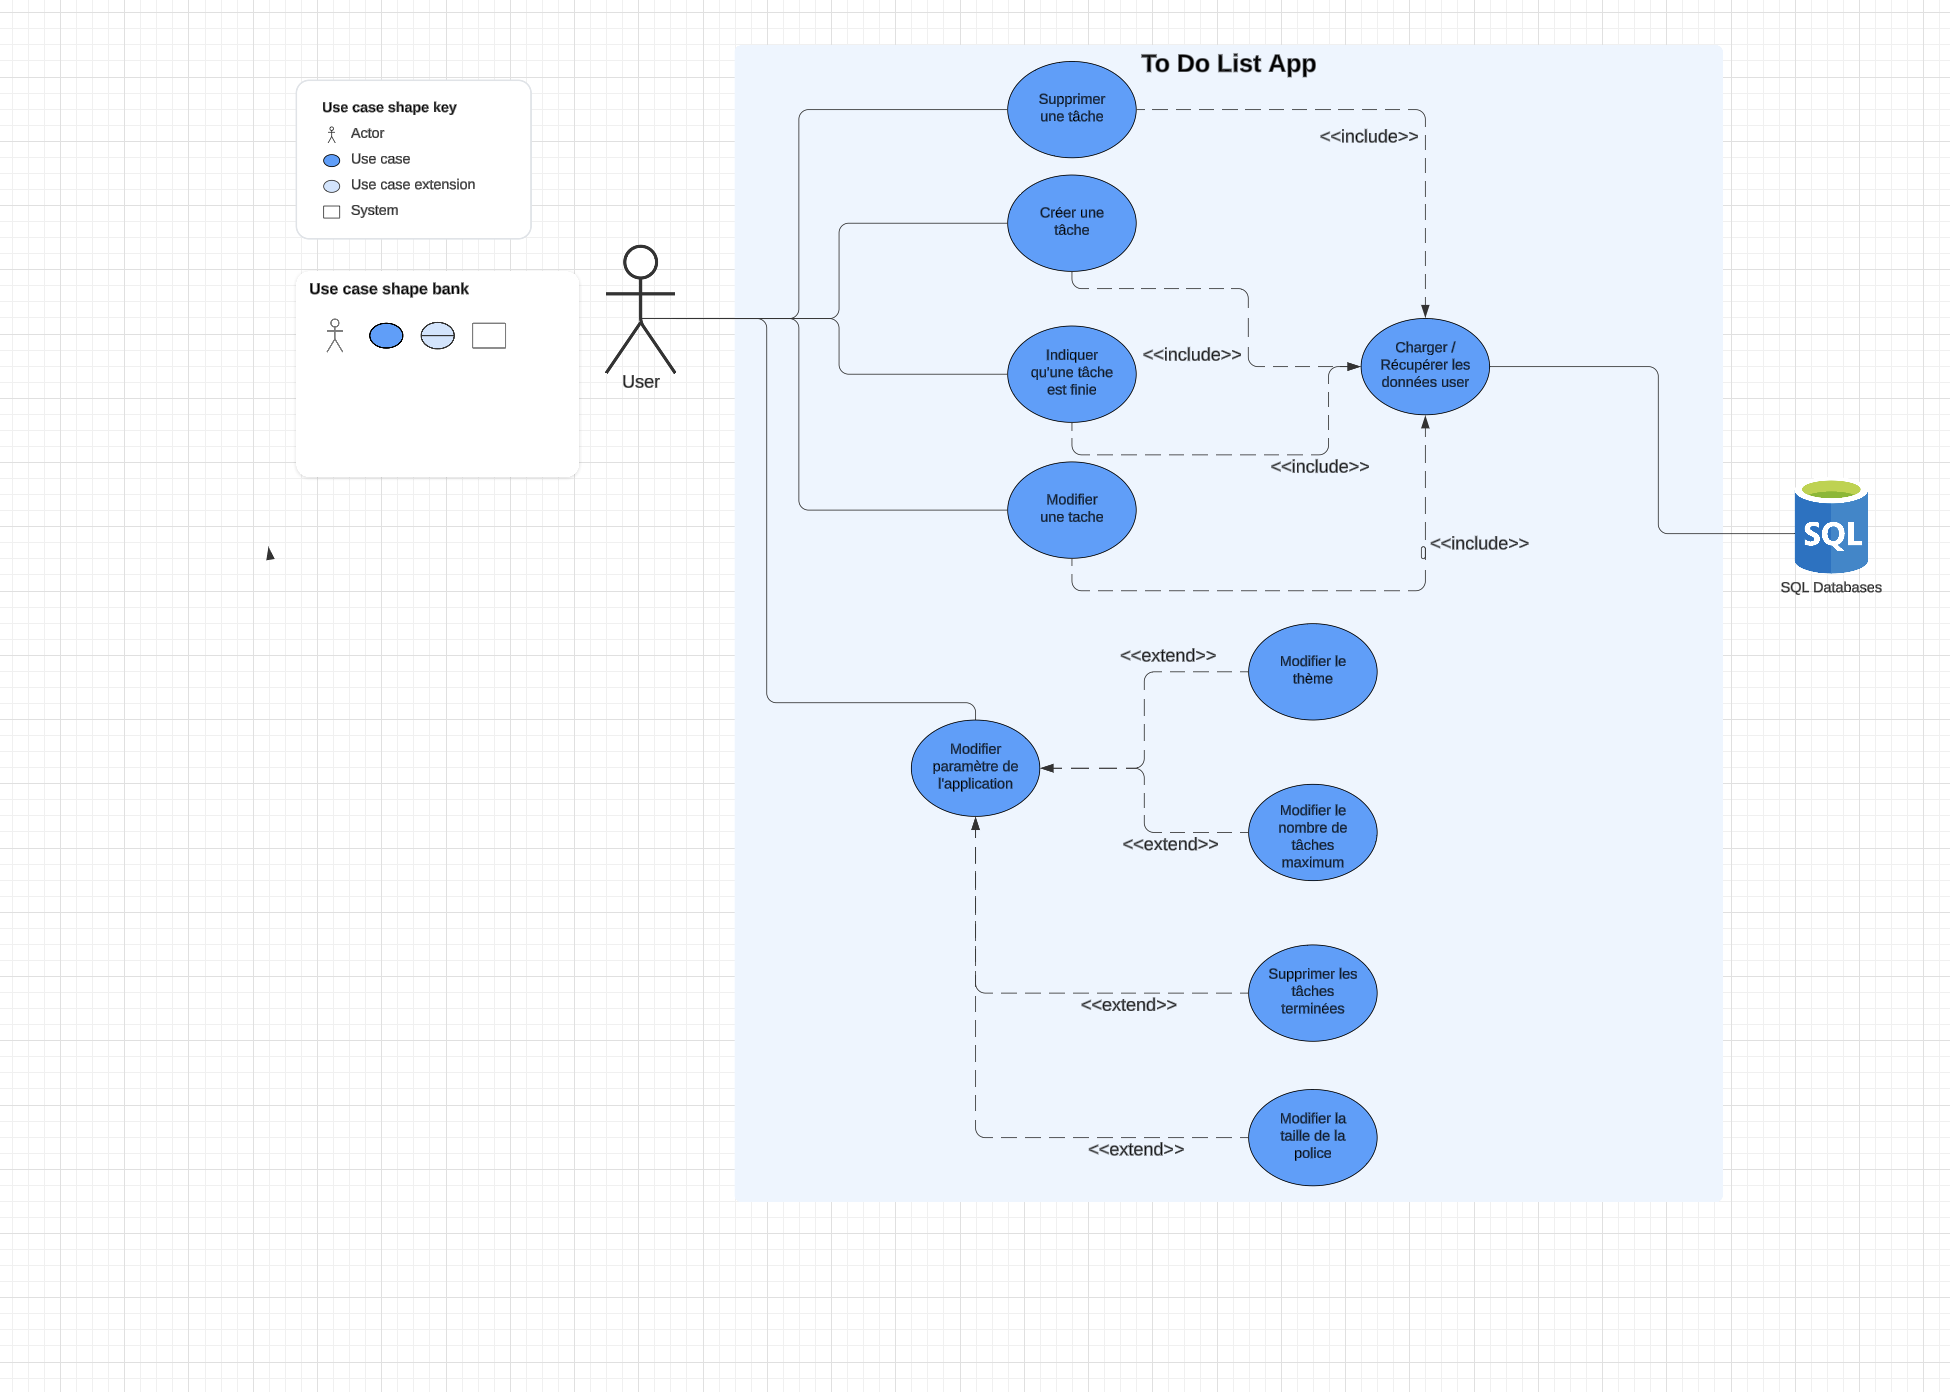 Use case shape key
Actor
Use case
Use case extension
System
Use case shape bank
User
To Do List App
Supprimer
une tâche
<<include>>
Créer une
tâche
Indiquer
qu'une tâche
est finie
<<include>>
Charger /
Récupérer les
données user
<<include>>
Modifier
une tache
<<include>>
SQL
SQL Databases
<<extend>>
Modifier le
thème
Modifier
paramètre de
l'application
Modifier le
nombre de
tâches
maximum
<<extend>>
Supprimer les
tâches
terminées
<<extend>>
Modifier la
taille de la
police
<<extend>>